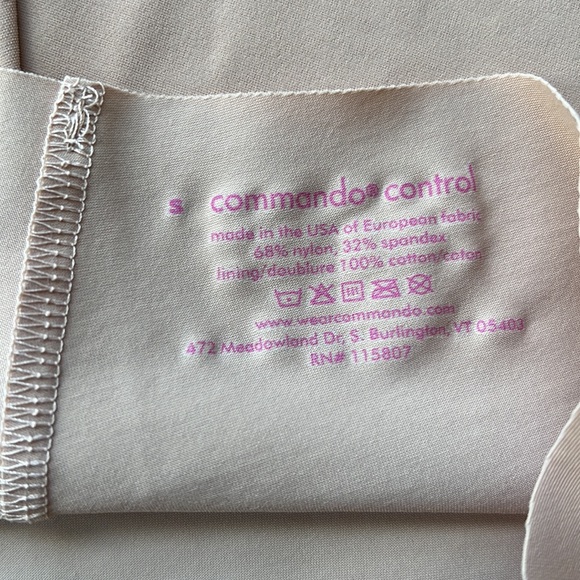 s commando® control
made in the USA of European fabric
68% nylon, 32% spandex
lining/doublure 100% cotton/coton
www.wearcommando.com
472 Meadowland Dr, S. Burlington, VT 05403
RN# 115807